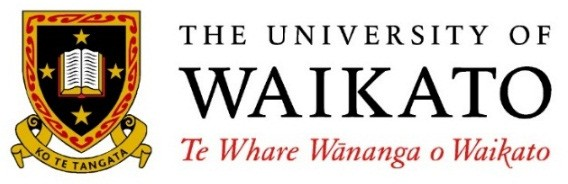 THE UNIVERSITY OF
WAIKATO
Te Whare Wānanga o Waikato
KO TE TANGATA